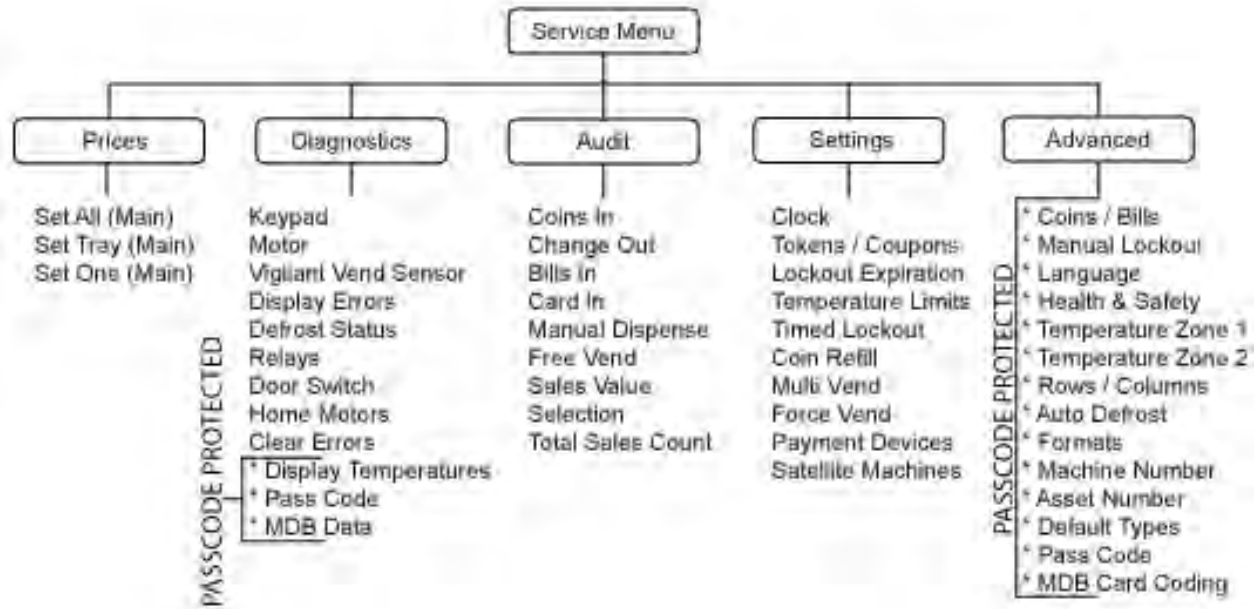 Service Menu
Prices
Diagnostics
Audit
Settings
Advanced
Set All (Main)
Set Tray (Main)
Set One (Main)
Keypad
Motor
Vigilant Vend Sensor
Display Errors
Defrost Status
Relays
Door Switch
Home Motors
Clear Errors
PASSCODE PROTECTED
* Display Temperatures
* Pass Code
* MDB Data
Coins In
Change Out
Bills In
Card In
Manual Dispense
Free Vend
Sales Value
Selection
Total Sales Count
Clock
Tokens / Coupons
Lockout Expiration
Temperature Limits
Timed Lockout
Coin Refill
Multi Vend
Force Vend
Payment Devices
Satellite Machines
PASSCODE PROTECTED
* Coins / Bills
* Manual Lockout
* Language
* Health & Safety
* Temperature Zone 1
* Temperature Zone 2
* Rows / Columns
* Auto Defrost
* Formats
* Machine Number
* Asset Number
* Default Types
* Pass Code
* MDB Card Coding